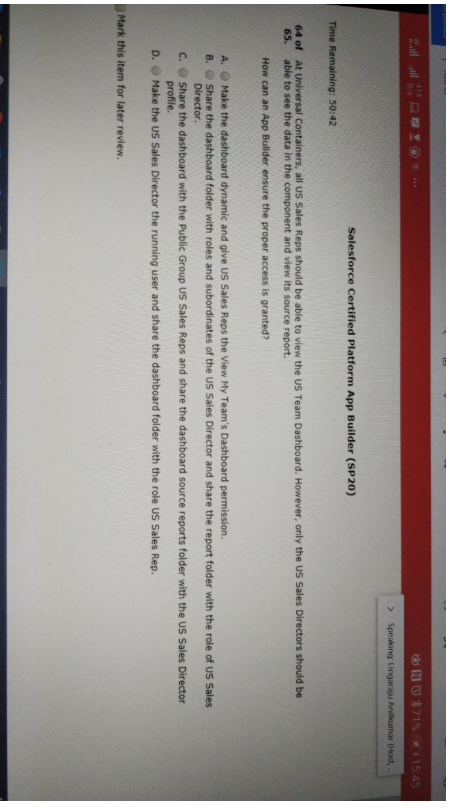 71% 15:45
> Speaking: Lingaraju Anilkumar (Host, ...
Salesforce Certified Platform App Builder (SP20)
Time Remaining: 50:42
64 of 65. At Universal Containers, all US Sales Reps should be able to view the US Team Dashboard. However, only the US Sales Directors should be
able to see the data in the component and view its source report.
How can an App Builder ensure the proper access is granted?
A. Make the dashboard dynamic and give US Sales Reps the View My Team's Dashboard permission.
B. Share the dashboard folder with roles and subordinates of the US Sales Director and share the report folder with the role of US Sales
Director.
C. Share the dashboard with the Public Group US Sales Reps and share the dashboard source reports folder with the US Sales Director
profile.
D. Make the US Sales Director the running user and share the dashboard folder with the role US Sales Rep.
Mark this item for later review.